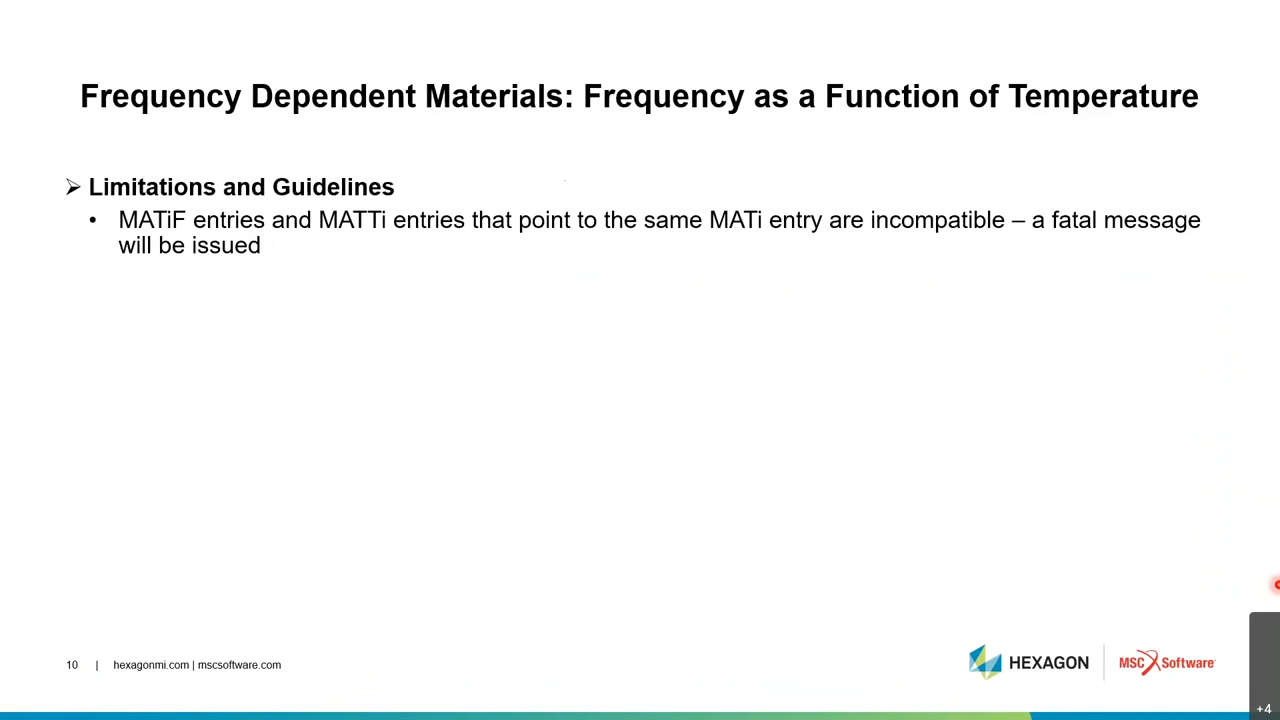 Frequency Dependent Materials: Frequency as a Function of Temperature
➢ Limitations and Guidelines
• MATiF entries and MATTi entries that point to the same MATi entry are incompatible – a fatal message
will be issued
10 | hexagonmi.com | mscsoftware.com
HEXAGON
MSC Software
+4